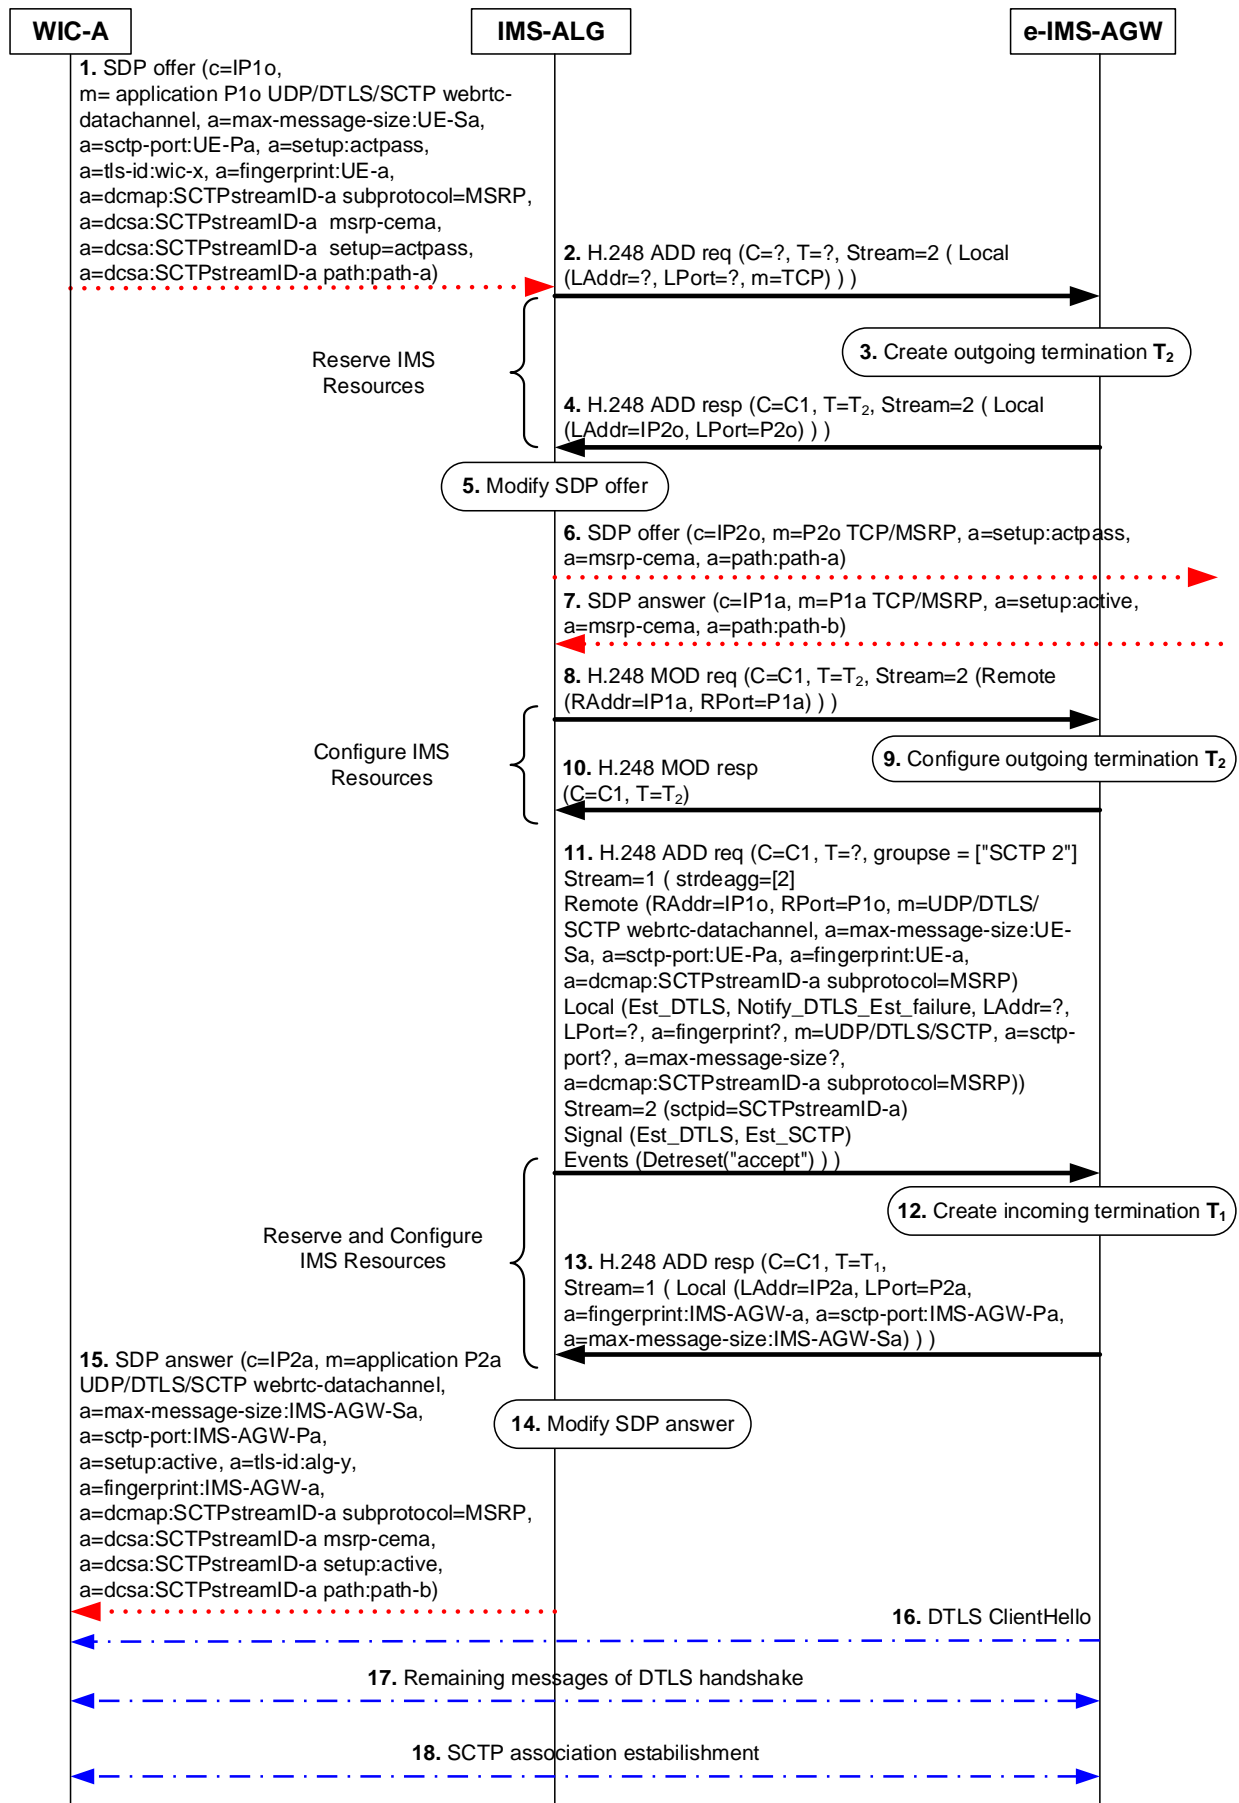 WIC-A
IMS-ALG
e-IMS-AGW
1. SDP offer (c=IP1o,
m= application P1o UDP/DTLS/SCTP webrtc-
datachannel, a=max-message-size:UE-Sa,
a=sctp-port:UE-Pa, a=setup:actpass,
a=tls-id:wic-x, a=fingerprint:UE-a,
a=dcmap:SCTPstreamID-a subprotocol=MSRP,
a=dcsa:SCTPstreamID-a  msrp-cema,
a=dcsa:SCTPstreamID-a  setup=actpass,
a=dcsa:SCTPstreamID-a path:path-a)
2. H.248 ADD req (C=?, T=?, Stream=2 ( Local
(LAddr=?, LPort=?, m=TCP) ) )
3. Create outgoing termination T2
Reserve IMS
Resources
4. H.248 ADD resp (C=C1, T=T2, Stream=2 ( Local
(LAddr=IP2o, LPort=P2o) ) )
5. Modify SDP offer
6. SDP offer (c=IP2o, m=P2o TCP/MSRP, a=setup:actpass,
a=msrp-cema, a=path:path-a)
7. SDP answer (c=IP1a, m=P1a TCP/MSRP, a=setup:active,
a=msrp-cema, a=path:path-b)
8. H.248 MOD req (C=C1, T=T2, Stream=2 (Remote
(RAddr=IP1a, RPort=P1a) ) )
9. Configure outgoing termination T2
Configure IMS
Resources
10. H.248 MOD resp
(C=C1, T=T2)
11. H.248 ADD req (C=C1, T=?, groupse = ["SCTP 2"]
Stream=1 ( strdeagg=[2]
Remote (RAddr=IP1o, RPort=P1o, m=UDP/DTLS/
SCTP webrtc-datachannel, a=max-message-size:UE-
Sa, a=sctp-port:UE-Pa, a=fingerprint:UE-a,
a=dcmap:SCTPstreamID-a subprotocol=MSRP)
Local (Est_DTLS, Notify_DTLS_Est_failure, LAddr=?,
LPort=?, a=fingerprint?, m=UDP/DTLS/SCTP, a=sctp-
port?, a=max-message-size?,
a=dcmap:SCTPstreamID-a subprotocol=MSRP))
Stream=2 (sctpid=SCTPstreamID-a)
Signal (Est_DTLS, Est_SCTP)
Events (Detreset("accept") ) )
12. Create incoming termination T1
Reserve and Configure
IMS Resources
13. H.248 ADD resp (C=C1, T=T1,
Stream=1 ( Local (LAddr=IP2a, LPort=P2a,
a=fingerprint:IMS-AGW-a, a=sctp-port:IMS-AGW-Pa,
a=max-message-size:IMS-AGW-Sa) ) )
14. Modify SDP answer
15. SDP answer (c=IP2a, m=application P2a
UDP/DTLS/SCTP webrtc-datachannel,
a=max-message-size:IMS-AGW-Sa,
a=sctp-port:IMS-AGW-Pa,
a=setup:active, a=tls-id:alg-y,
a=fingerprint:IMS-AGW-a,
a=dcmap:SCTPstreamID-a subprotocol=MSRP,
a=dcsa:SCTPstreamID-a msrp-cema,
a=dcsa:SCTPstreamID-a setup:active,
a=dcsa:SCTPstreamID-a path:path-b)
16. DTLS ClientHello
17. Remaining messages of DTLS handshake
18. SCTP association estabilishment